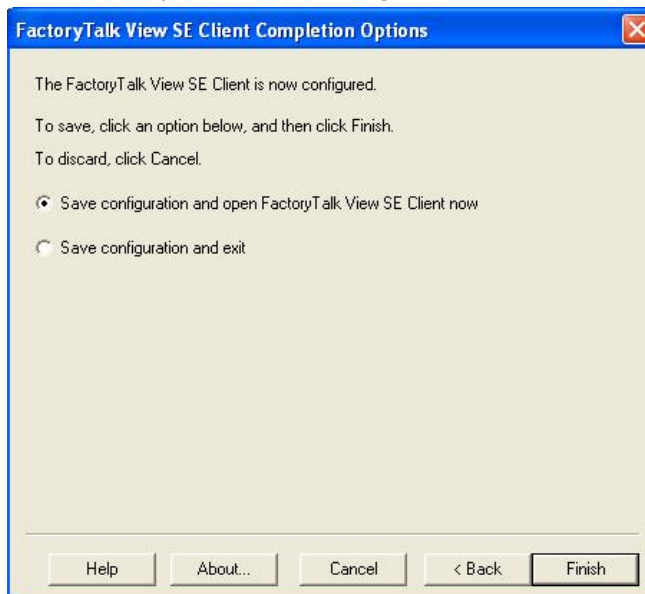 FactoryTalk View SE Client Completion Options
The FactoryTalk View SE Client is now configured.
To save, click an option below, and then click Finish.
To discard, click Cancel.
Save configuration and open FactoryTalk View SE Client now
Save configuration and exit
Help About... Cancel < Back Finish